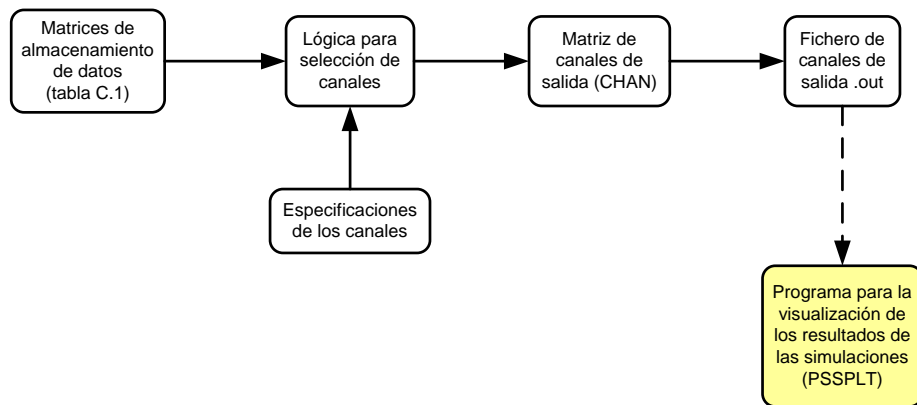 Matrices de
almacenamiento
de datos
(tabla C.1)
Lógica para
selección de
canales
Matriz de
canales de
salida (CHAN)
Fichero de
canales de
salida .out
Especificaciones
de los canales
Programa para la
visualización de
los resultados de
las simulaciones
(PSSPLT)